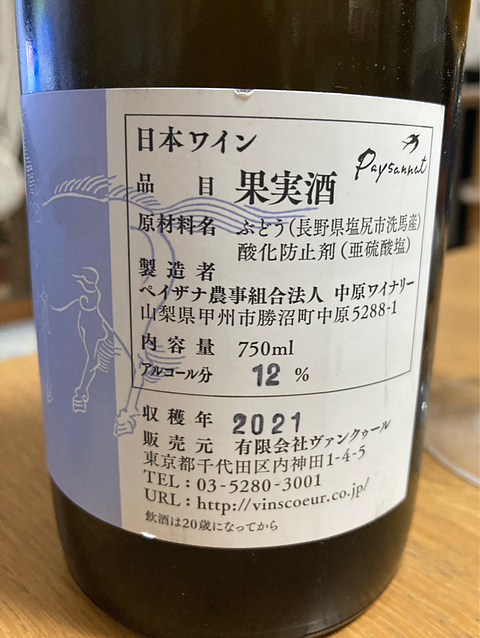 日本ワイン
Paysannat
品目 果実酒
原材料名 ぶどう(長野県塩尻市洗馬産)
酸化防止剤(亜硫酸塩)
製造者
ペイザナ農事組合法人 中原ワイナリー
山梨県甲州市勝沼町中原5288-1
内容量 750ml
アルコール分 12 %
収穫年 2021
販売元 有限会社ヴァンクゥール
東京都千代田区内神田1-4-5
TEL:03-5280-3001
URL:http://vinscoeur.co.jp/
飲酒は20歳になってから